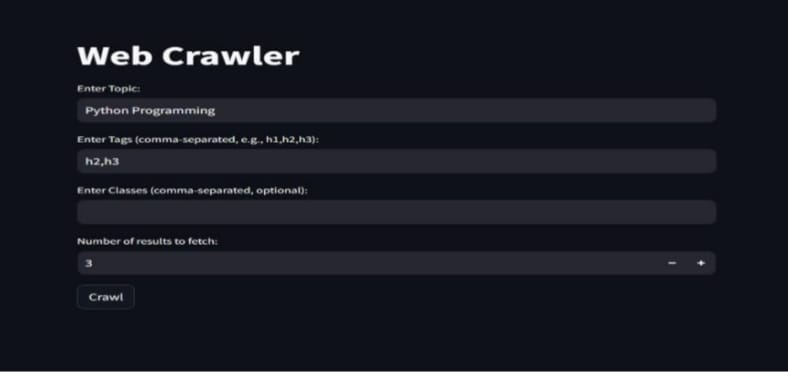 Web Crawler
Enter Topic:
Python Programming
Enter Tags (comma-separated, e.g., h1,h2,h3):
h2,h3
Enter Classes (comma-separated, optional):
Number of results to fetch:
3 − +
Crawl